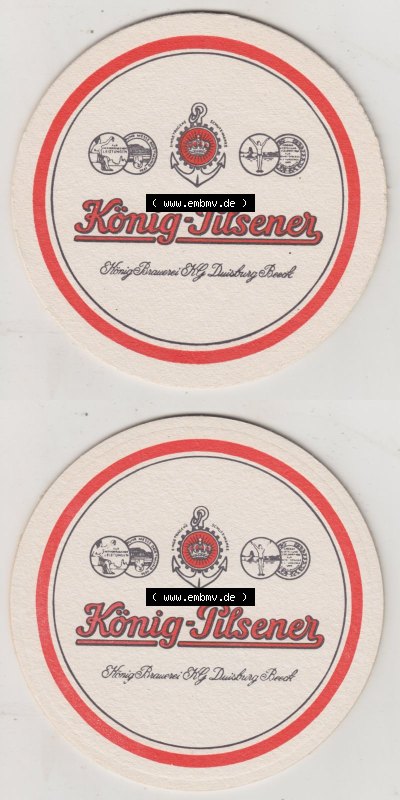 ( www.embmv.de )
König-Pilsener
König Brauerei KG Duisburg Beeck
( www.embmv.de )
König-Pilsener
König Brauerei KG Duisburg Beeck